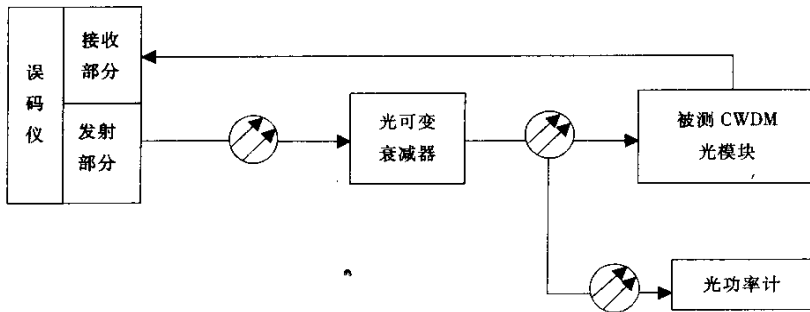 误码仪
接收
部分
发射
部分
光可变
衰减器
被测 CWDM
光模块
光功率计